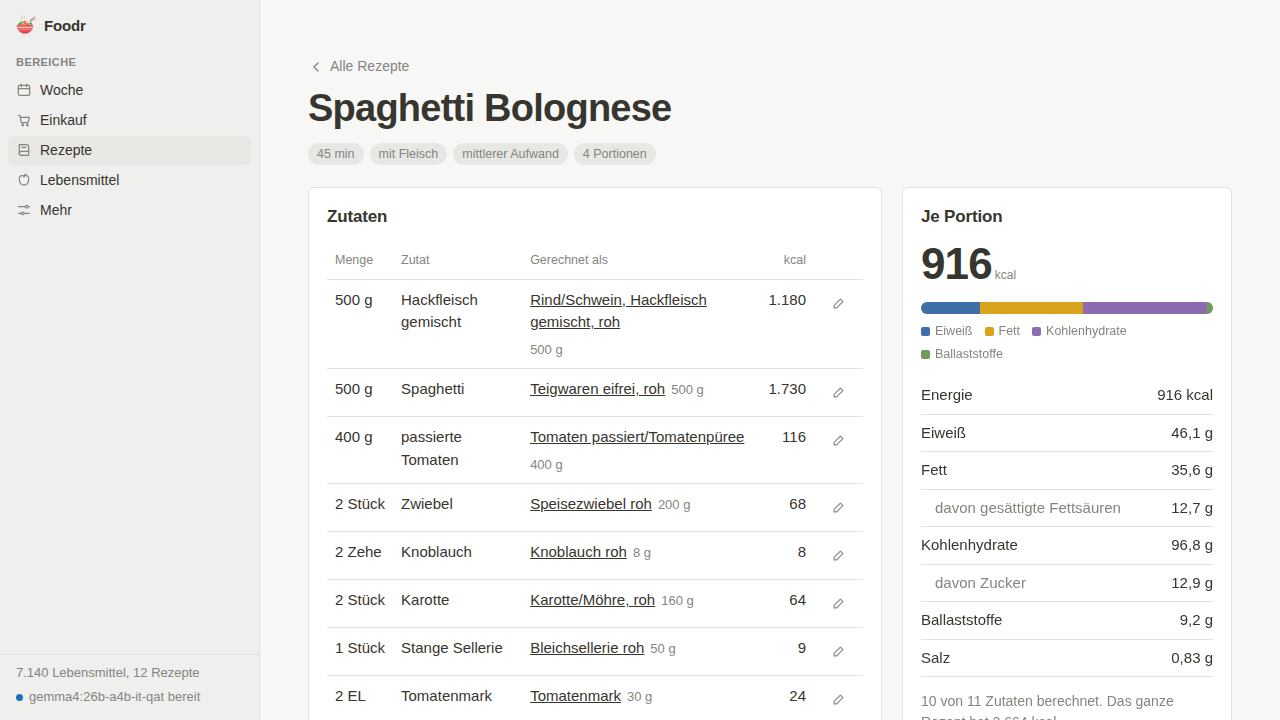 Foodr
BEREICHE
Woche
Einkauf
Rezepte
Lebensmittel
Mehr
7.140 Lebensmittel, 12 Rezepte
gemma4:26b-a4b-it-qat bereit
Alle Rezepte
Spaghetti Bolognese
45 min mit Fleisch mittlerer Aufwand 4 Portionen
Zutaten
Menge Zutat Gerechnet als kcal
500 g Hackfleisch Rind/Schwein, Hackfleisch 1.180
gemischt gemischt, roh
500 g
500 g Spaghetti Teigwaren eifrei, roh 500 g 1.730
400 g passierte Tomaten passiert/Tomatenpüree 116
Tomaten 400 g
2 Stück Zwiebel Speisezwiebel roh 200 g 68
2 Zehe Knoblauch Knoblauch roh 8 g 8
2 Stück Karotte Karotte/Möhre, roh 160 g 64
1 Stück Stange Sellerie Bleichsellerie roh 50 g 9
2 EL Tomatenmark Tomatenmark 30 g 24
Je Portion
916 kcal
Eiweiß Fett Kohlenhydrate
Ballaststoffe
Energie 916 kcal
Eiweiß 46,1 g
Fett 35,6 g
davon gesättigte Fettsäuren 12,7 g
Kohlenhydrate 96,8 g
davon Zucker 12,9 g
Ballaststoffe 9,2 g
Salz 0,83 g
10 von 11 Zutaten berechnet. Das ganze
Rezept hat 3.664 kcal.